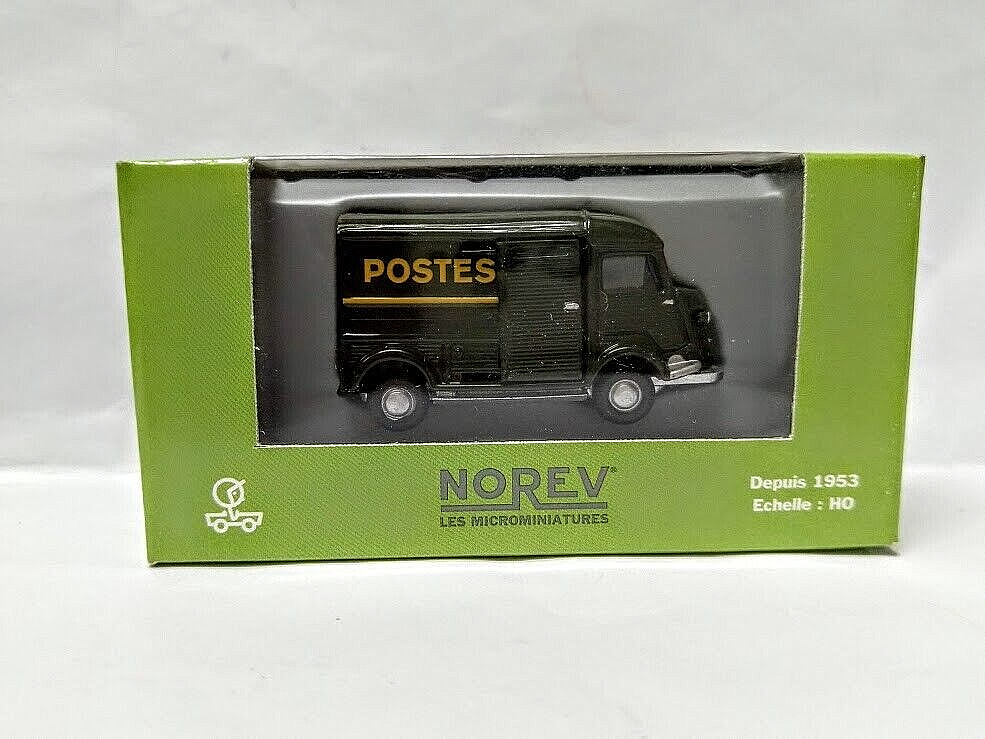 POSTES
NOREV®
LES MICROMINIATURES
Depuis 1953
Echelle : HO